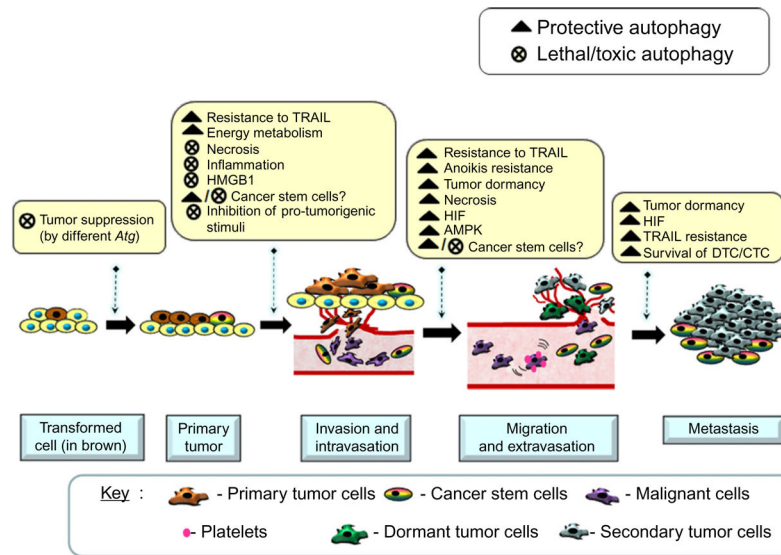 Protective autophagy
Lethal/toxic autophagy
Tumor suppression
(by different Atg)
Resistance to TRAIL
Energy metabolism
Necrosis
Inflammation
HMGB1
/ Cancer stem cells?
Inhibition of pro-tumorigenic
stimuli
Resistance to TRAIL
Anoikis resistance
Tumor dormancy
Necrosis
HIF
AMPK
/ Cancer stem cells?
Tumor dormancy
HIF
TRAIL resistance
Survival of DTC/CTC
Transformed
cell (in brown)
Primary
tumor
Invasion and
intravasation
Migration
and extravasation
Metastasis
Key :
- Primary tumor cells
- Cancer stem cells
- Malignant cells
- Platelets
- Dormant tumor cells
- Secondary tumor cells